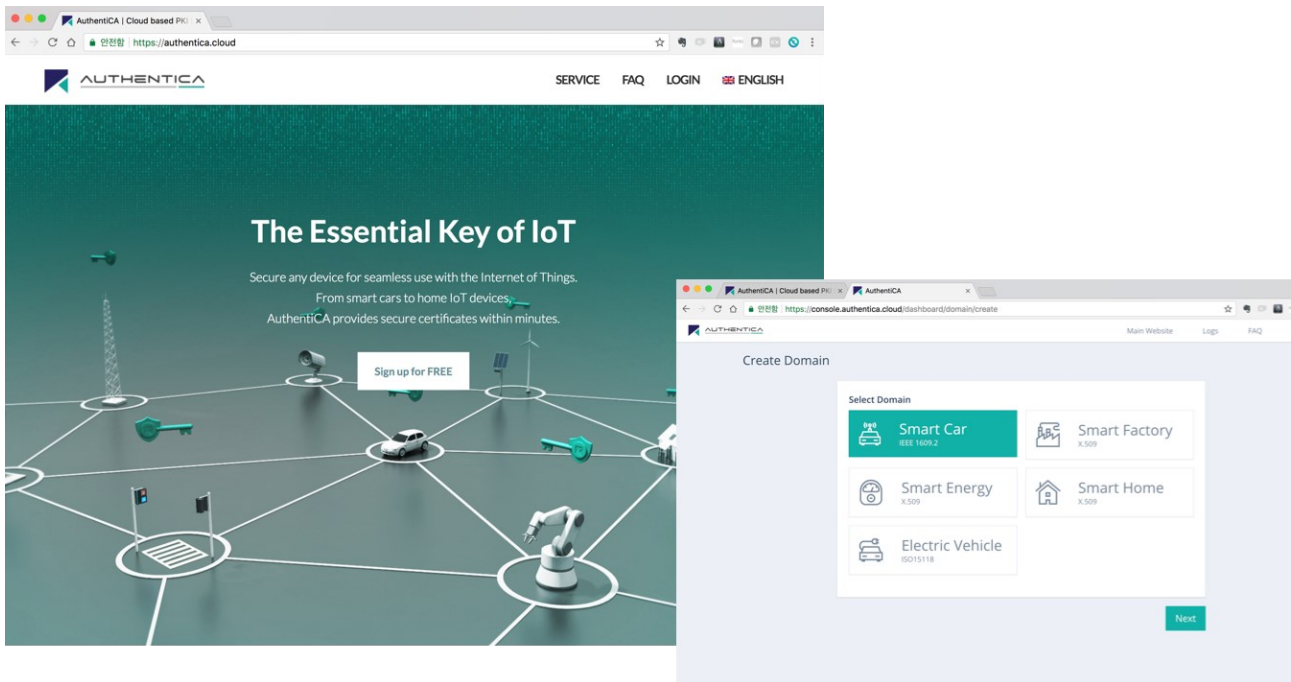 AuthentiCA | Cloud based PKI
안전함 https://authentica.cloud
AUTHENTICA
SERVICE FAQ LOGIN ENGLISH
The Essential Key of IoT
Secure any device for seamless use with the Internet of Things.
From smart cars to home IoT devices,
AuthentiCA provides secure certificates within minutes.
Sign up for FREE
AuthentiCA | Cloud based PKI AuthentiCA
안전함 https://console.authentica.cloud/dashboard/domain/create
AUTHENTICA Main Website Logs FAQ
Create Domain
Select Domain
Smart Car
IEEE 1609.2
Smart Factory
X.509
Smart Energy
X.509
Smart Home
X.509
Electric Vehicle
ISO15118
Next